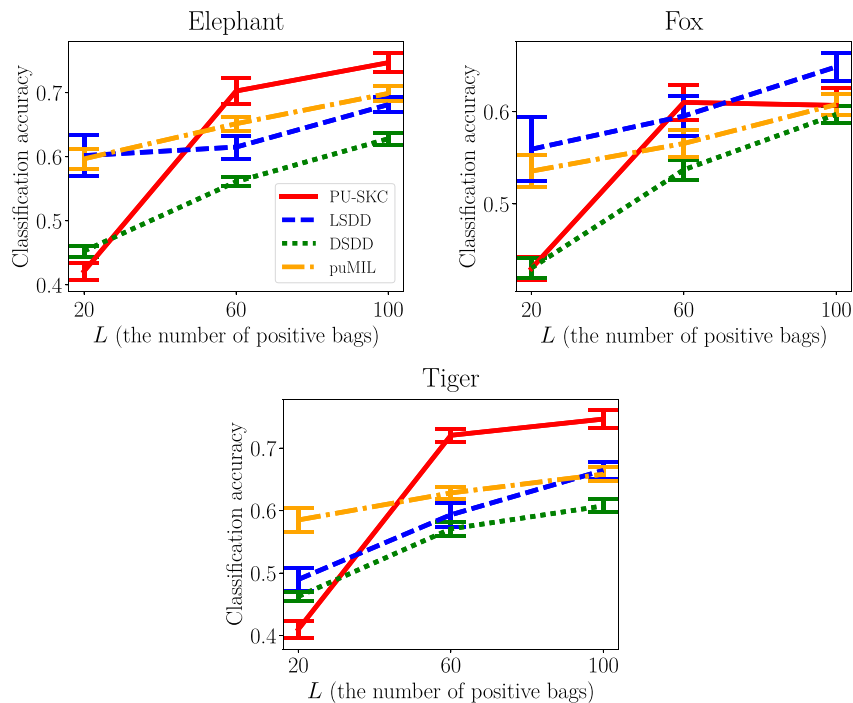 Elephant
Classification accuracy
0.7
0.6
0.5
0.4
PU-SKC
LSDD
DSDD
puMIL
20 60 100
L (the number of positive bags)
Fox
Classification accuracy
0.6
0.5
20 60 100
L (the number of positive bags)
Tiger
Classification accuracy
0.7
0.6
0.5
0.4
20 60 100
L (the number of positive bags)